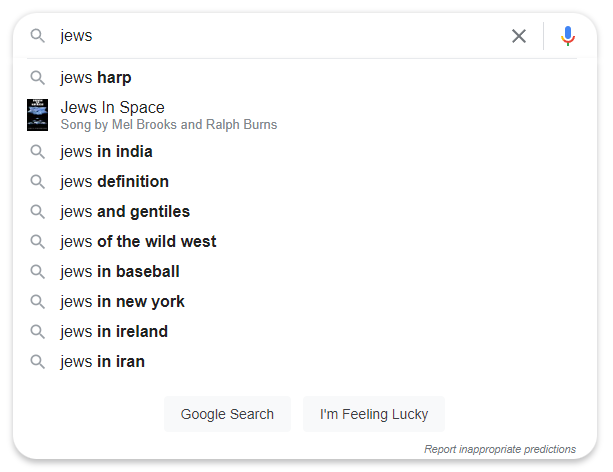 jews
jews harp
Jews In Space
Song by Mel Brooks and Ralph Burns
jews in india
jews definition
jews and gentiles
jews of the wild west
jews in baseball
jews in new york
jews in ireland
jews in iran
Google Search I'm Feeling Lucky
Report inappropriate predictions